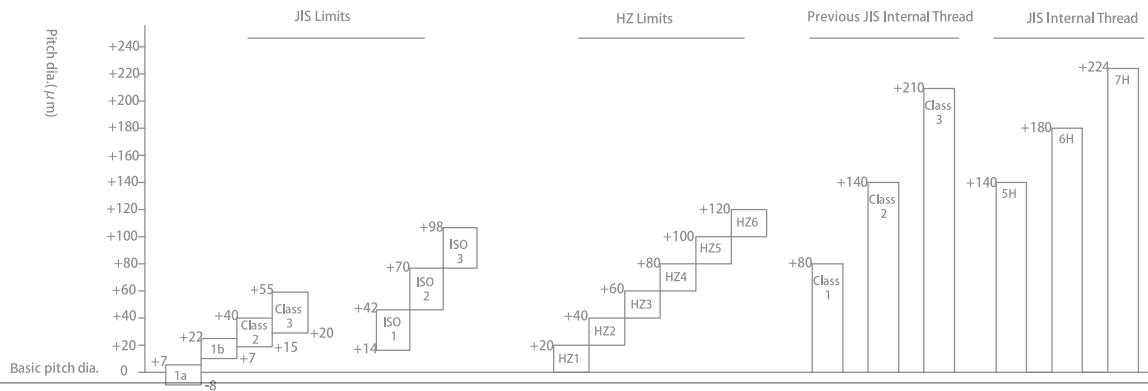 JIS Limits
HZ Limits
Previous JIS Internal Thread
JIS Internal Thread
Pitch dia.(μm)
+240
+220
+200
+180
+160
+140
+120
+100
+80
+60
+40
+20
0
Basic pitch dia.
+7
1a
-8
+22
1b
+7
+40
Class
2
+15
+55
Class
3
+20
+42
ISO
1
+14
+70
ISO
2
+98
ISO
3
+20
HZ1
+40
HZ2
+60
HZ3
+80
HZ4
+100
HZ5
+120
HZ6
+80
Class
1
+140
Class
2
+210
Class
3
+140
5H
+180
6H
+224
7H